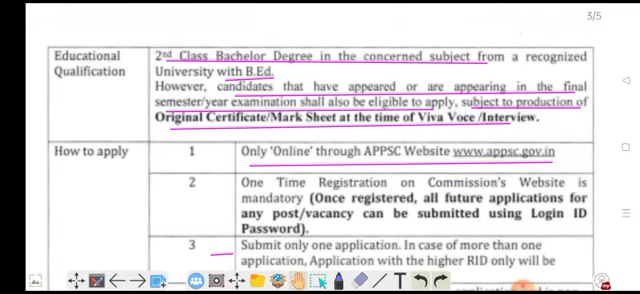 3/5
Educational Qualification
2nd Class Bachelor Degree in the concerned subject from a recognized
University with B.Ed.
However, candidates that have appeared or are appearing in the final
semester/year examination shall also be eligible to apply, subject to production of
Original Certificate/Mark Sheet at the time of Viva Voce /Interview.
How to apply
1 Only 'Online' through APPSC Website www.appsc.gov.in
2 One Time Registration on Commission's Website is
mandatory (Once registered, all future applications for
any post/vacancy can be submitted using Login ID
Password).
3 Submit only one application. In case of more than one
application, Application with the higher RID only will be
T